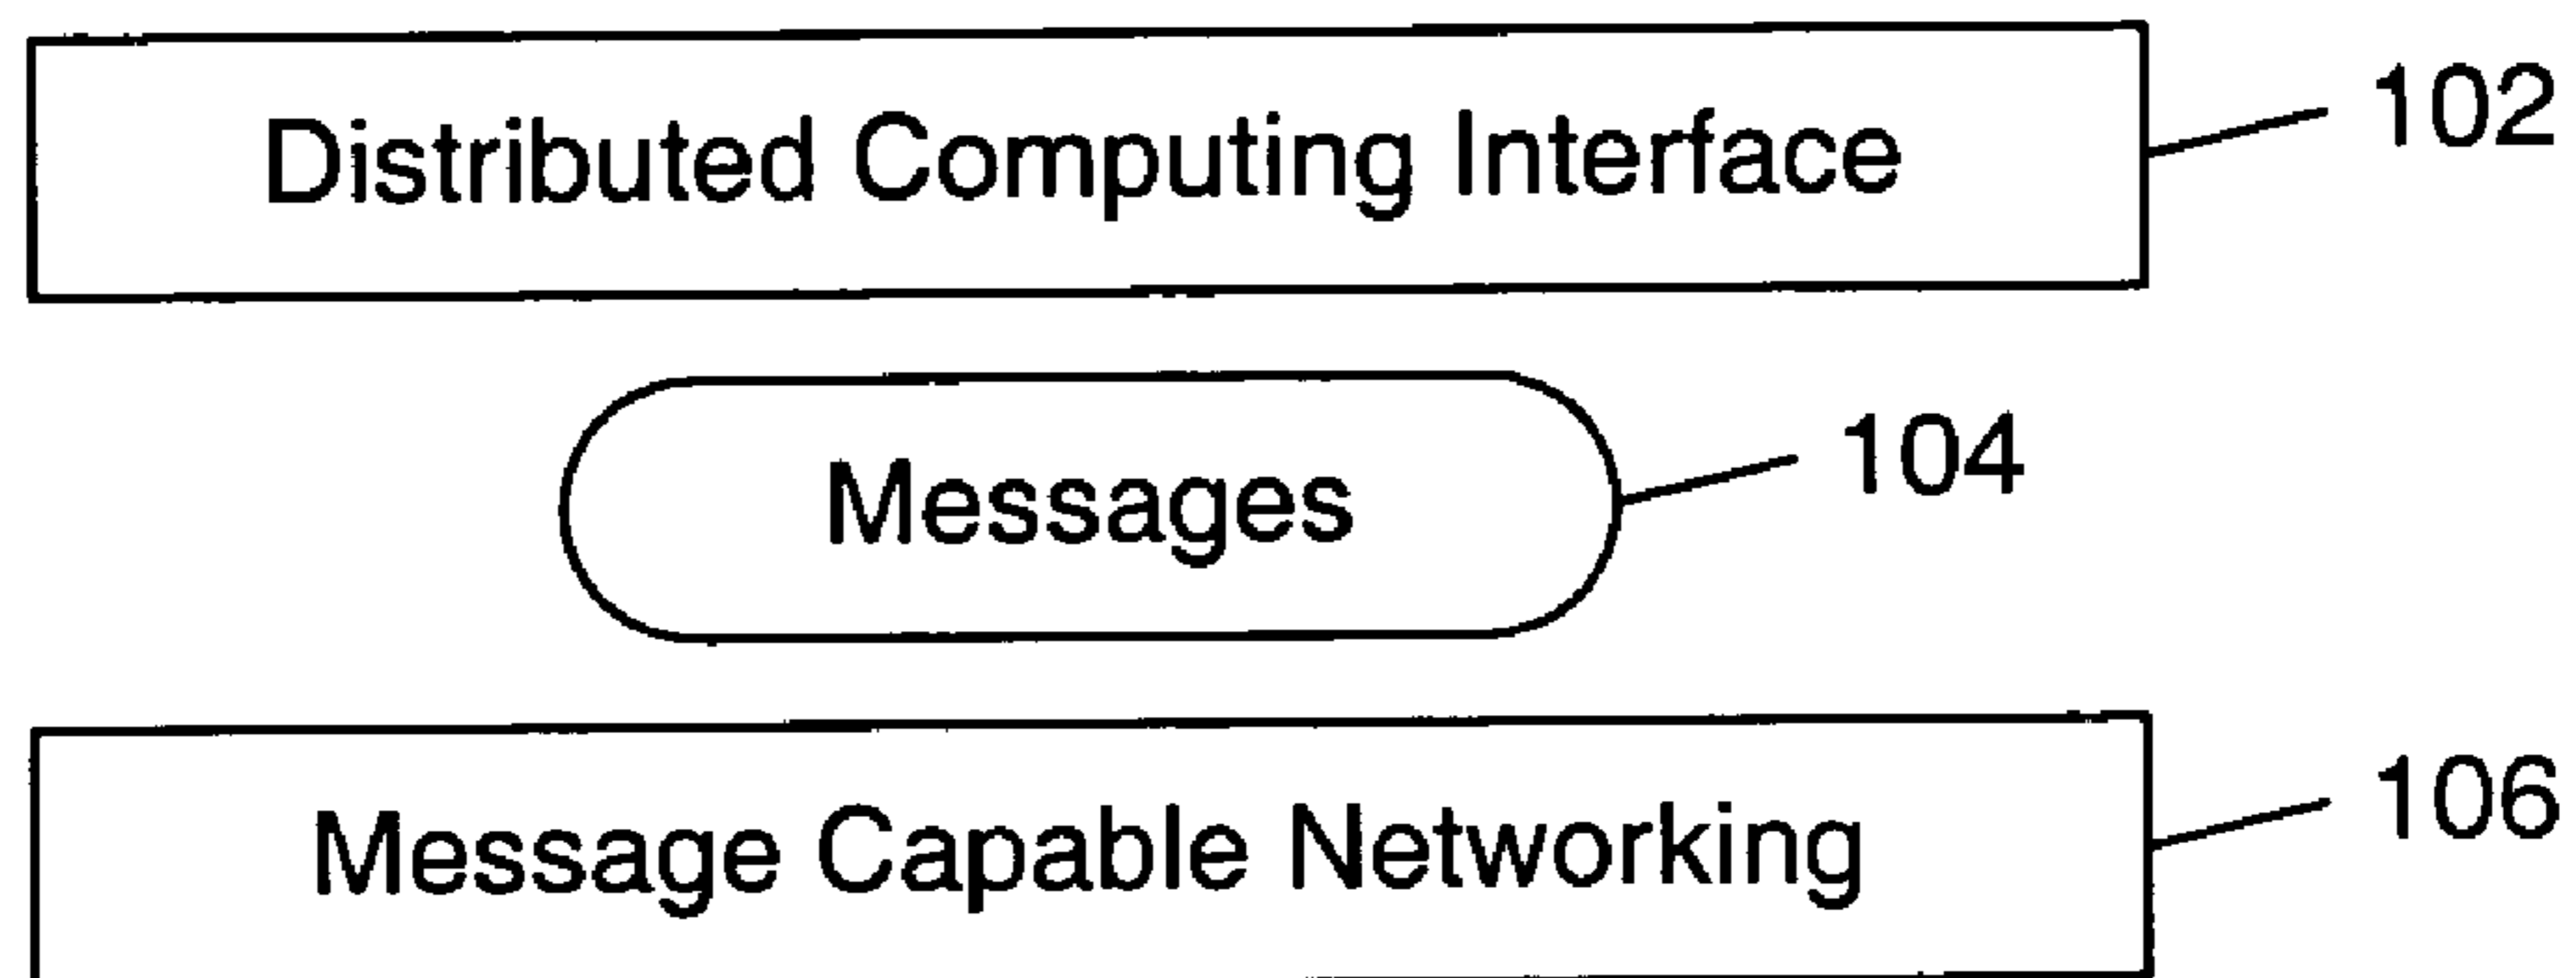 Distributed Computing Interface 102
Messages 104
Message Capable Networking 106